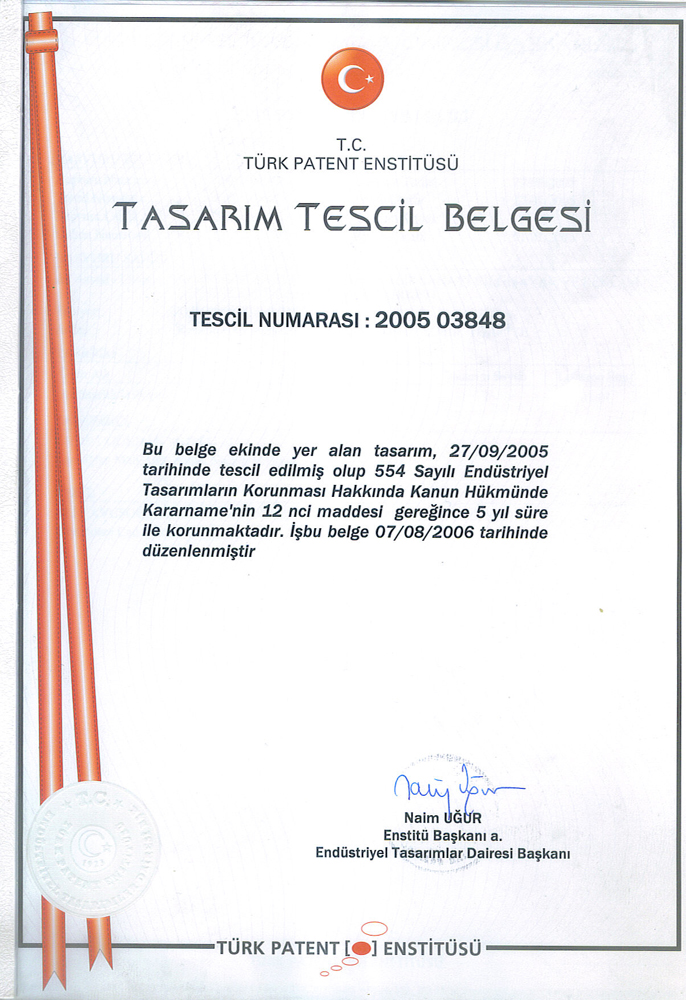 T.C.
TÜRK PATENT ENSTİTÜSÜ
TASARIM TESCİL BELGESİ
TESCİL NUMARASI : 2005 03848
Bu belge ekinde yer alan tasarım, 27/09/2005
tarihinde tescil edilmiş olup 554 Sayılı Endüstriyel
Tasarımların Korunması Hakkında Kanun Hükmünde
Kararname'nin 12 nci maddesi gereğince 5 yıl süre
ile korunmaktadır. İşbu belge 07/08/2006 tarihinde
düzenlenmiştir
Naim UĞUR
Enstitü Başkanı a.
Endüstriyel Tasarımlar Dairesi Başkanı
T.C.
TÜRK PATENT [ ] ENSTİTÜSÜ